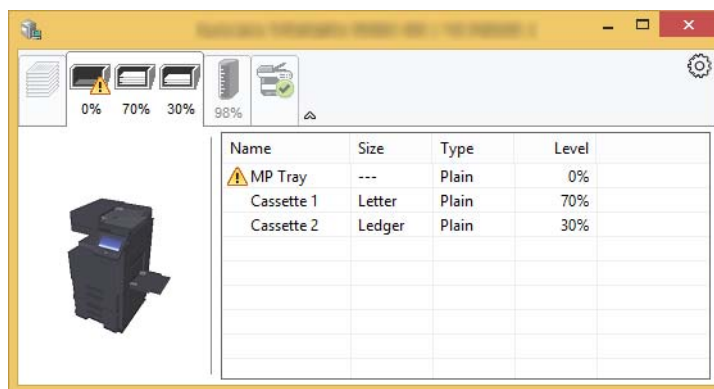 0% 70% 30% 98%
Name Size Type Level
MP Tray --- Plain 0%
Cassette 1 Letter Plain 70%
Cassette 2 Ledger Plain 30%